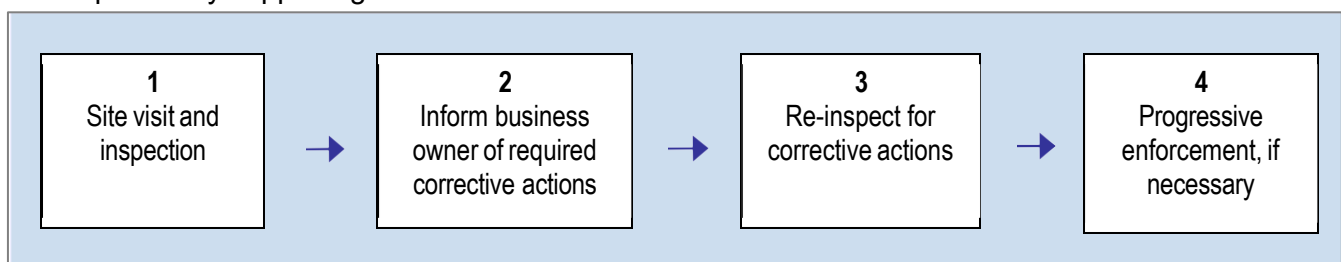 1
Site visit and
inspection
2
Inform business
owner of required
corrective actions
3
Re-inspect for
corrective actions
4
Progressive
enforcement, if
necessary